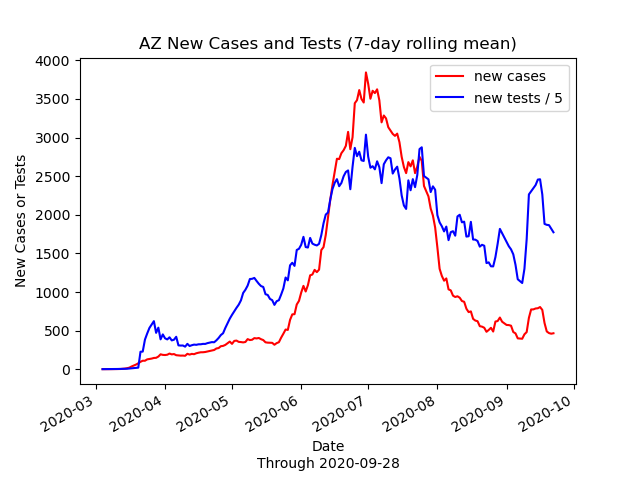 AZ New Cases and Tests (7-day rolling mean)
new cases
new tests / 5
4000
3500
3000
2500
2000
1500
1000
500
0
New Cases or Tests
2020-03
2020-04
2020-05
2020-06
2020-07
2020-08
2020-09
2020-10
Date
Through 2020-09-28